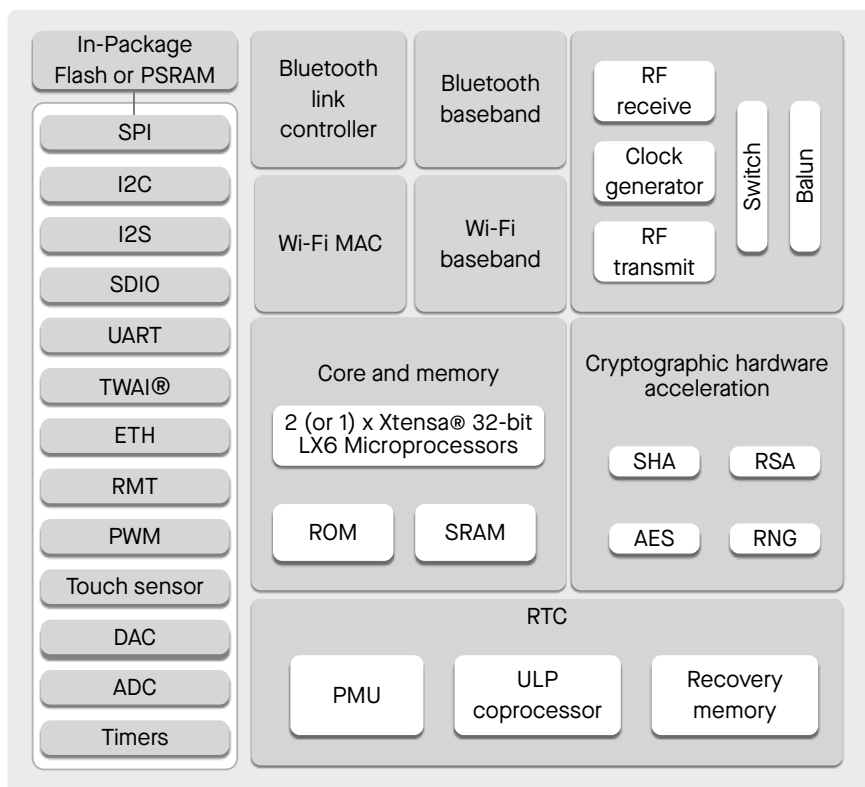 In-Package
Flash or PSRAM
SPI
I2C
I2S
SDIO
UART
TWAI®
ETH
RMT
PWM
Touch sensor
DAC
ADC
Timers
Bluetooth
link
controller
Bluetooth
baseband
Wi-Fi MAC
Wi-Fi
baseband
RF
receive
Clock
generator
RF
transmit
Switch
Balun
Core and memory
2 (or 1) x Xtensa® 32-bit
LX6 Microprocessors
ROM
SRAM
Cryptographic hardware
acceleration
SHA
RSA
AES
RNG
RTC
PMU
ULP
coprocessor
Recovery
memory